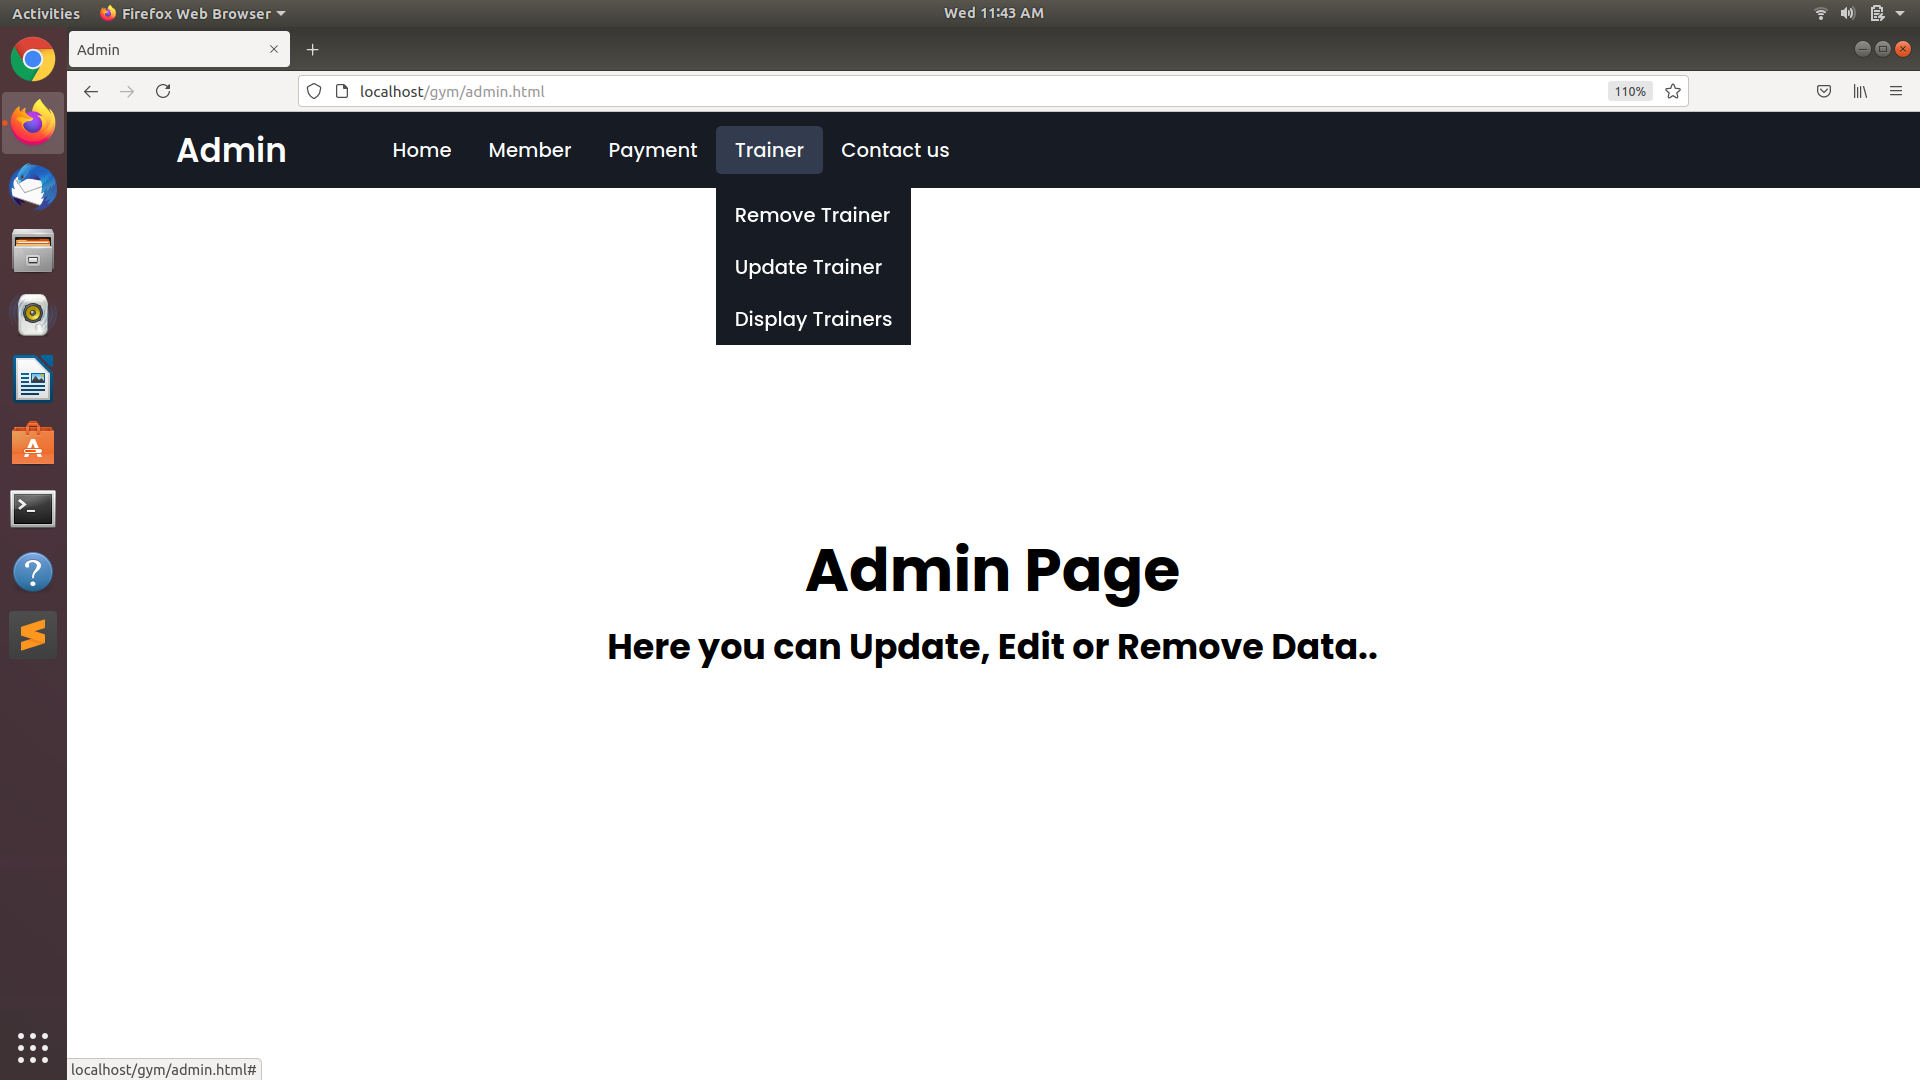 Activities Firefox Web Browser Wed 11:43 AM
Admin
localhost/gym/admin.html 110%
Admin Home Member Payment Trainer Contact us
Remove Trainer
Update Trainer
Display Trainers
Admin Page
Here you can Update, Edit or Remove Data..
localhost/gym/admin.html#